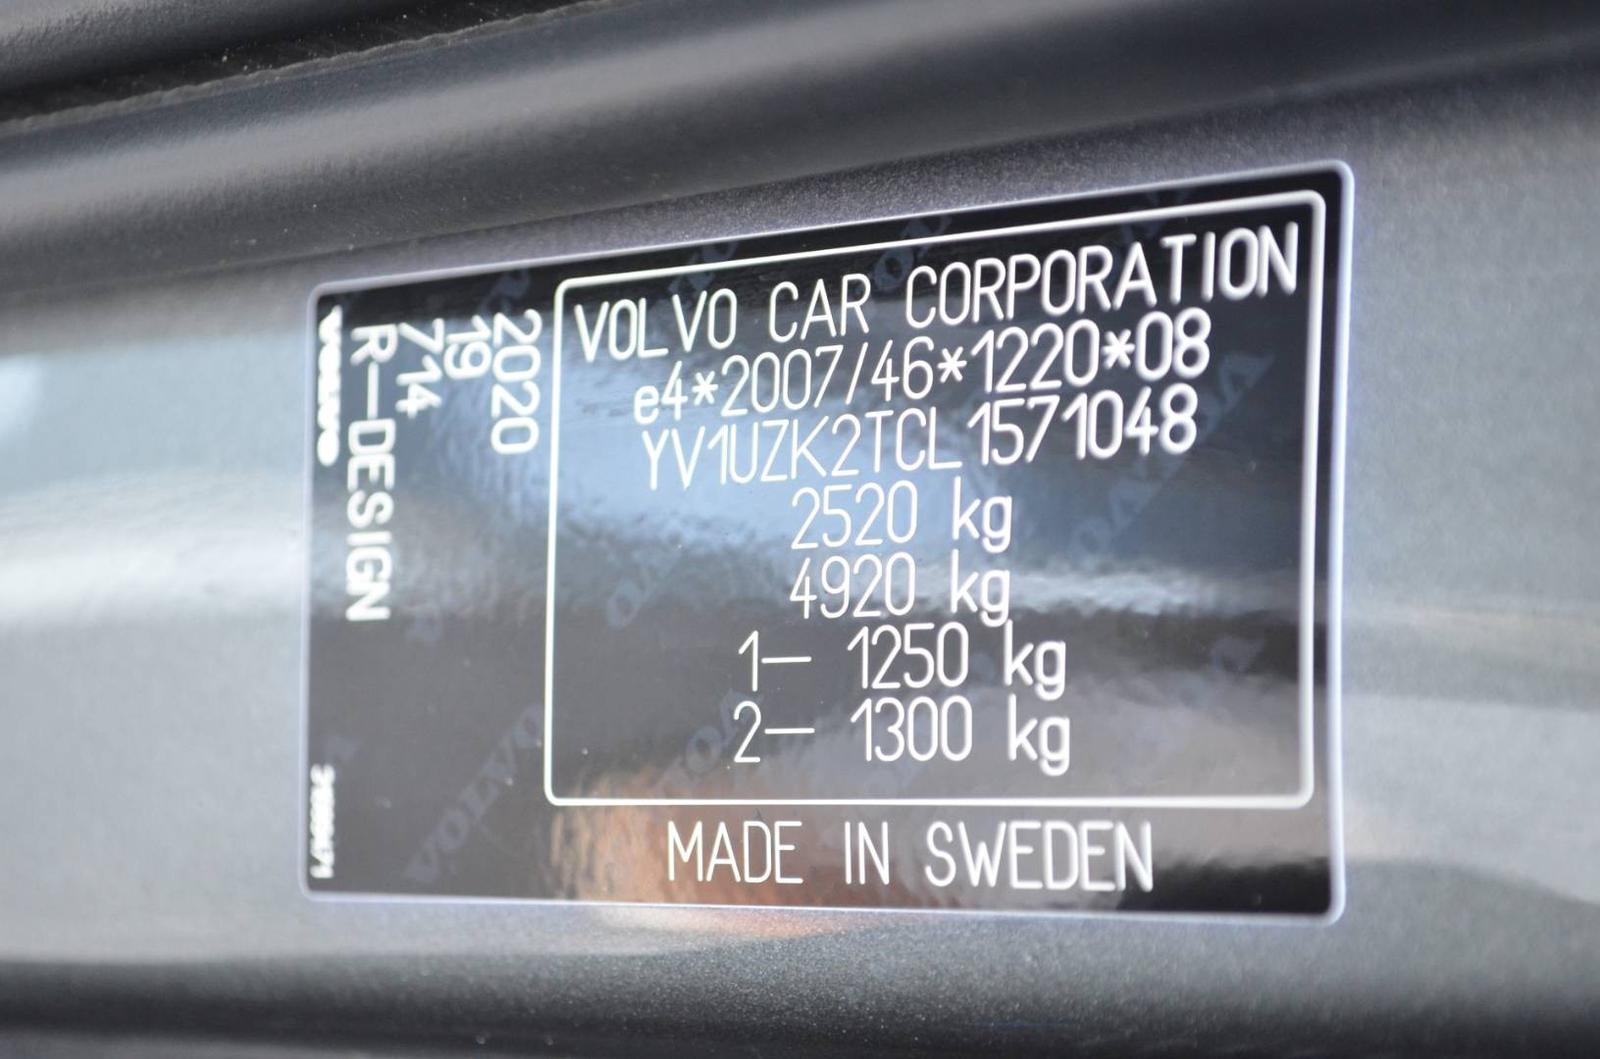 VOLVO CAR CORPORATION
e4*2007/46*1220*08
YV1UZK2TCL1571048
2520 kg
4920 kg
1– 1250 kg
2– 1300 kg
MADE IN SWEDEN
2020
19
714
R–DESIGN
VOLVO